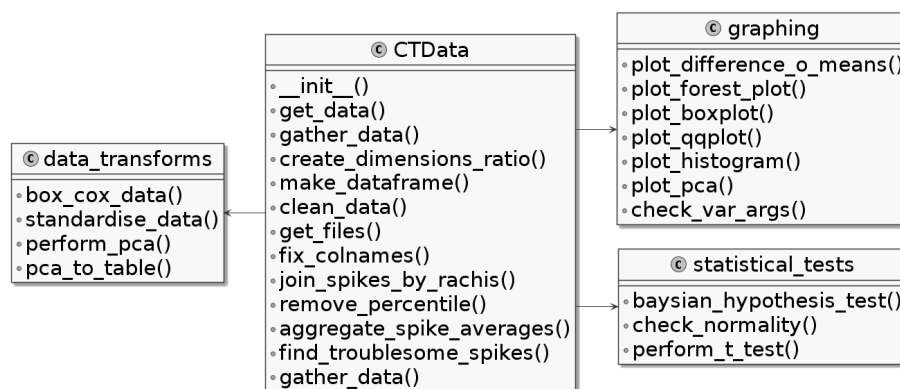 C data_transforms
box_cox_data()
standardise_data()
perform_pca()
pca_to_table()
C CTData
__init__()
get_data()
gather_data()
create_dimensions_ratio()
make_dataframe()
clean_data()
get_files()
fix_colnames()
join_spikes_by_rachis()
remove_percentile()
aggregate_spike_averages()
find_troublesome_spikes()
gather_data()
C graphing
plot_difference_o_means()
plot_forest_plot()
plot_boxplot()
plot_qqplot()
plot_histogram()
plot_pca()
check_var_args()
C statistical_tests
baysian_hypothesis_test()
check_normality()
perform_t_test()